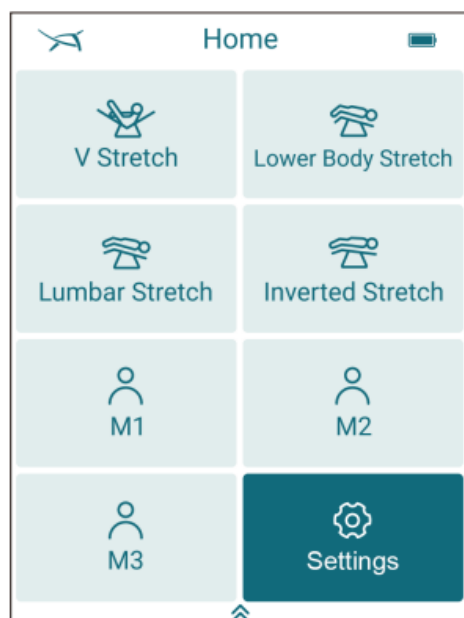 Home
V Stretch
Lower Body Stretch
Lumbar Stretch
Inverted Stretch
M1
M2
M3
Settings